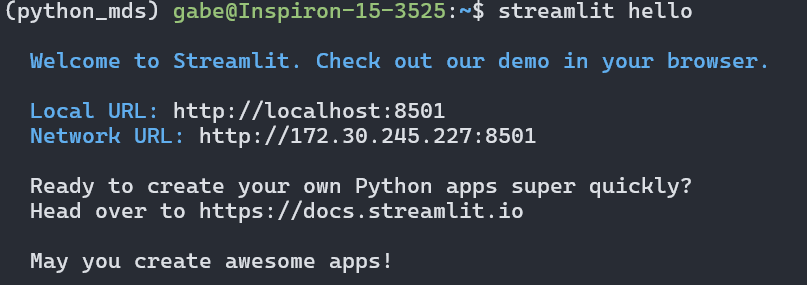 (python_mds) gabe@Inspiron-15-3525:~$ streamlit hello
Welcome to Streamlit. Check out our demo in your browser.
Local URL: http://localhost:8501
Network URL: http://172.30.245.227:8501
Ready to create your own Python apps super quickly?
Head over to https://docs.streamlit.io
May you create awesome apps!